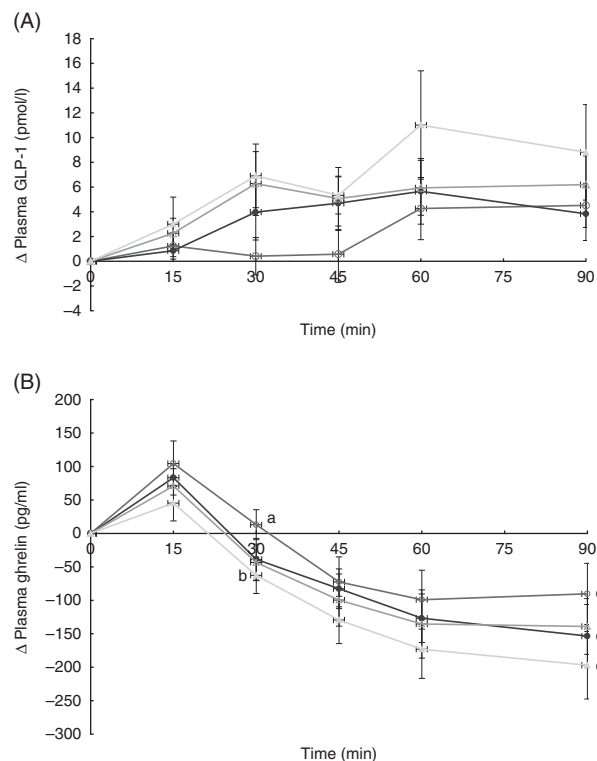 (A)
18
16
14
12
10
8
6
4
2
0
−2
−4
Δ Plasma GLP-1 (pmol/l)
0 15 30 45 60 75 90
Time (min)
(B)
200
150
100
50
0
−50
−100
−150
−200
−250
−300
Δ Plasma ghrelin (pg/ml)
0 15 30 45 60 75 90
a
b
Time (min)